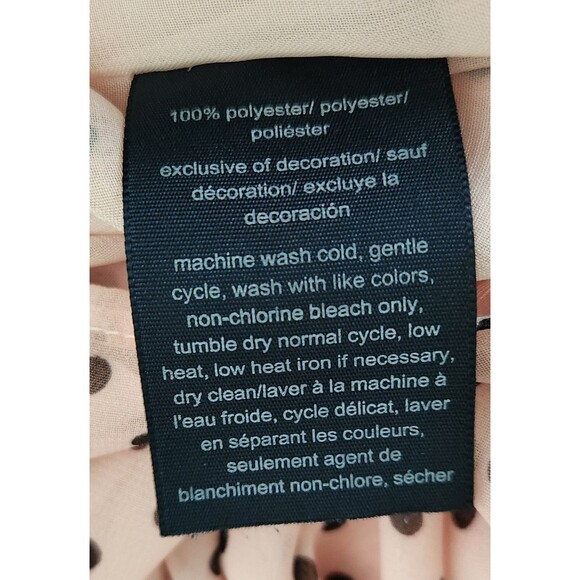 100% polyester/ polyester/
poliéster
exclusive of decoration/ sauf
décoration/ excluye la
decoración
machine wash cold, gentle
cycle, wash with like colors,
non-chlorine bleach only,
tumble dry normal cycle, low
heat, low heat iron if necessary,
dry clean/laver à la machine à
l'eau froide, cycle délicat, laver
en séparant les couleurs,
seulement agent de
blanchiment non-chlore, sécher